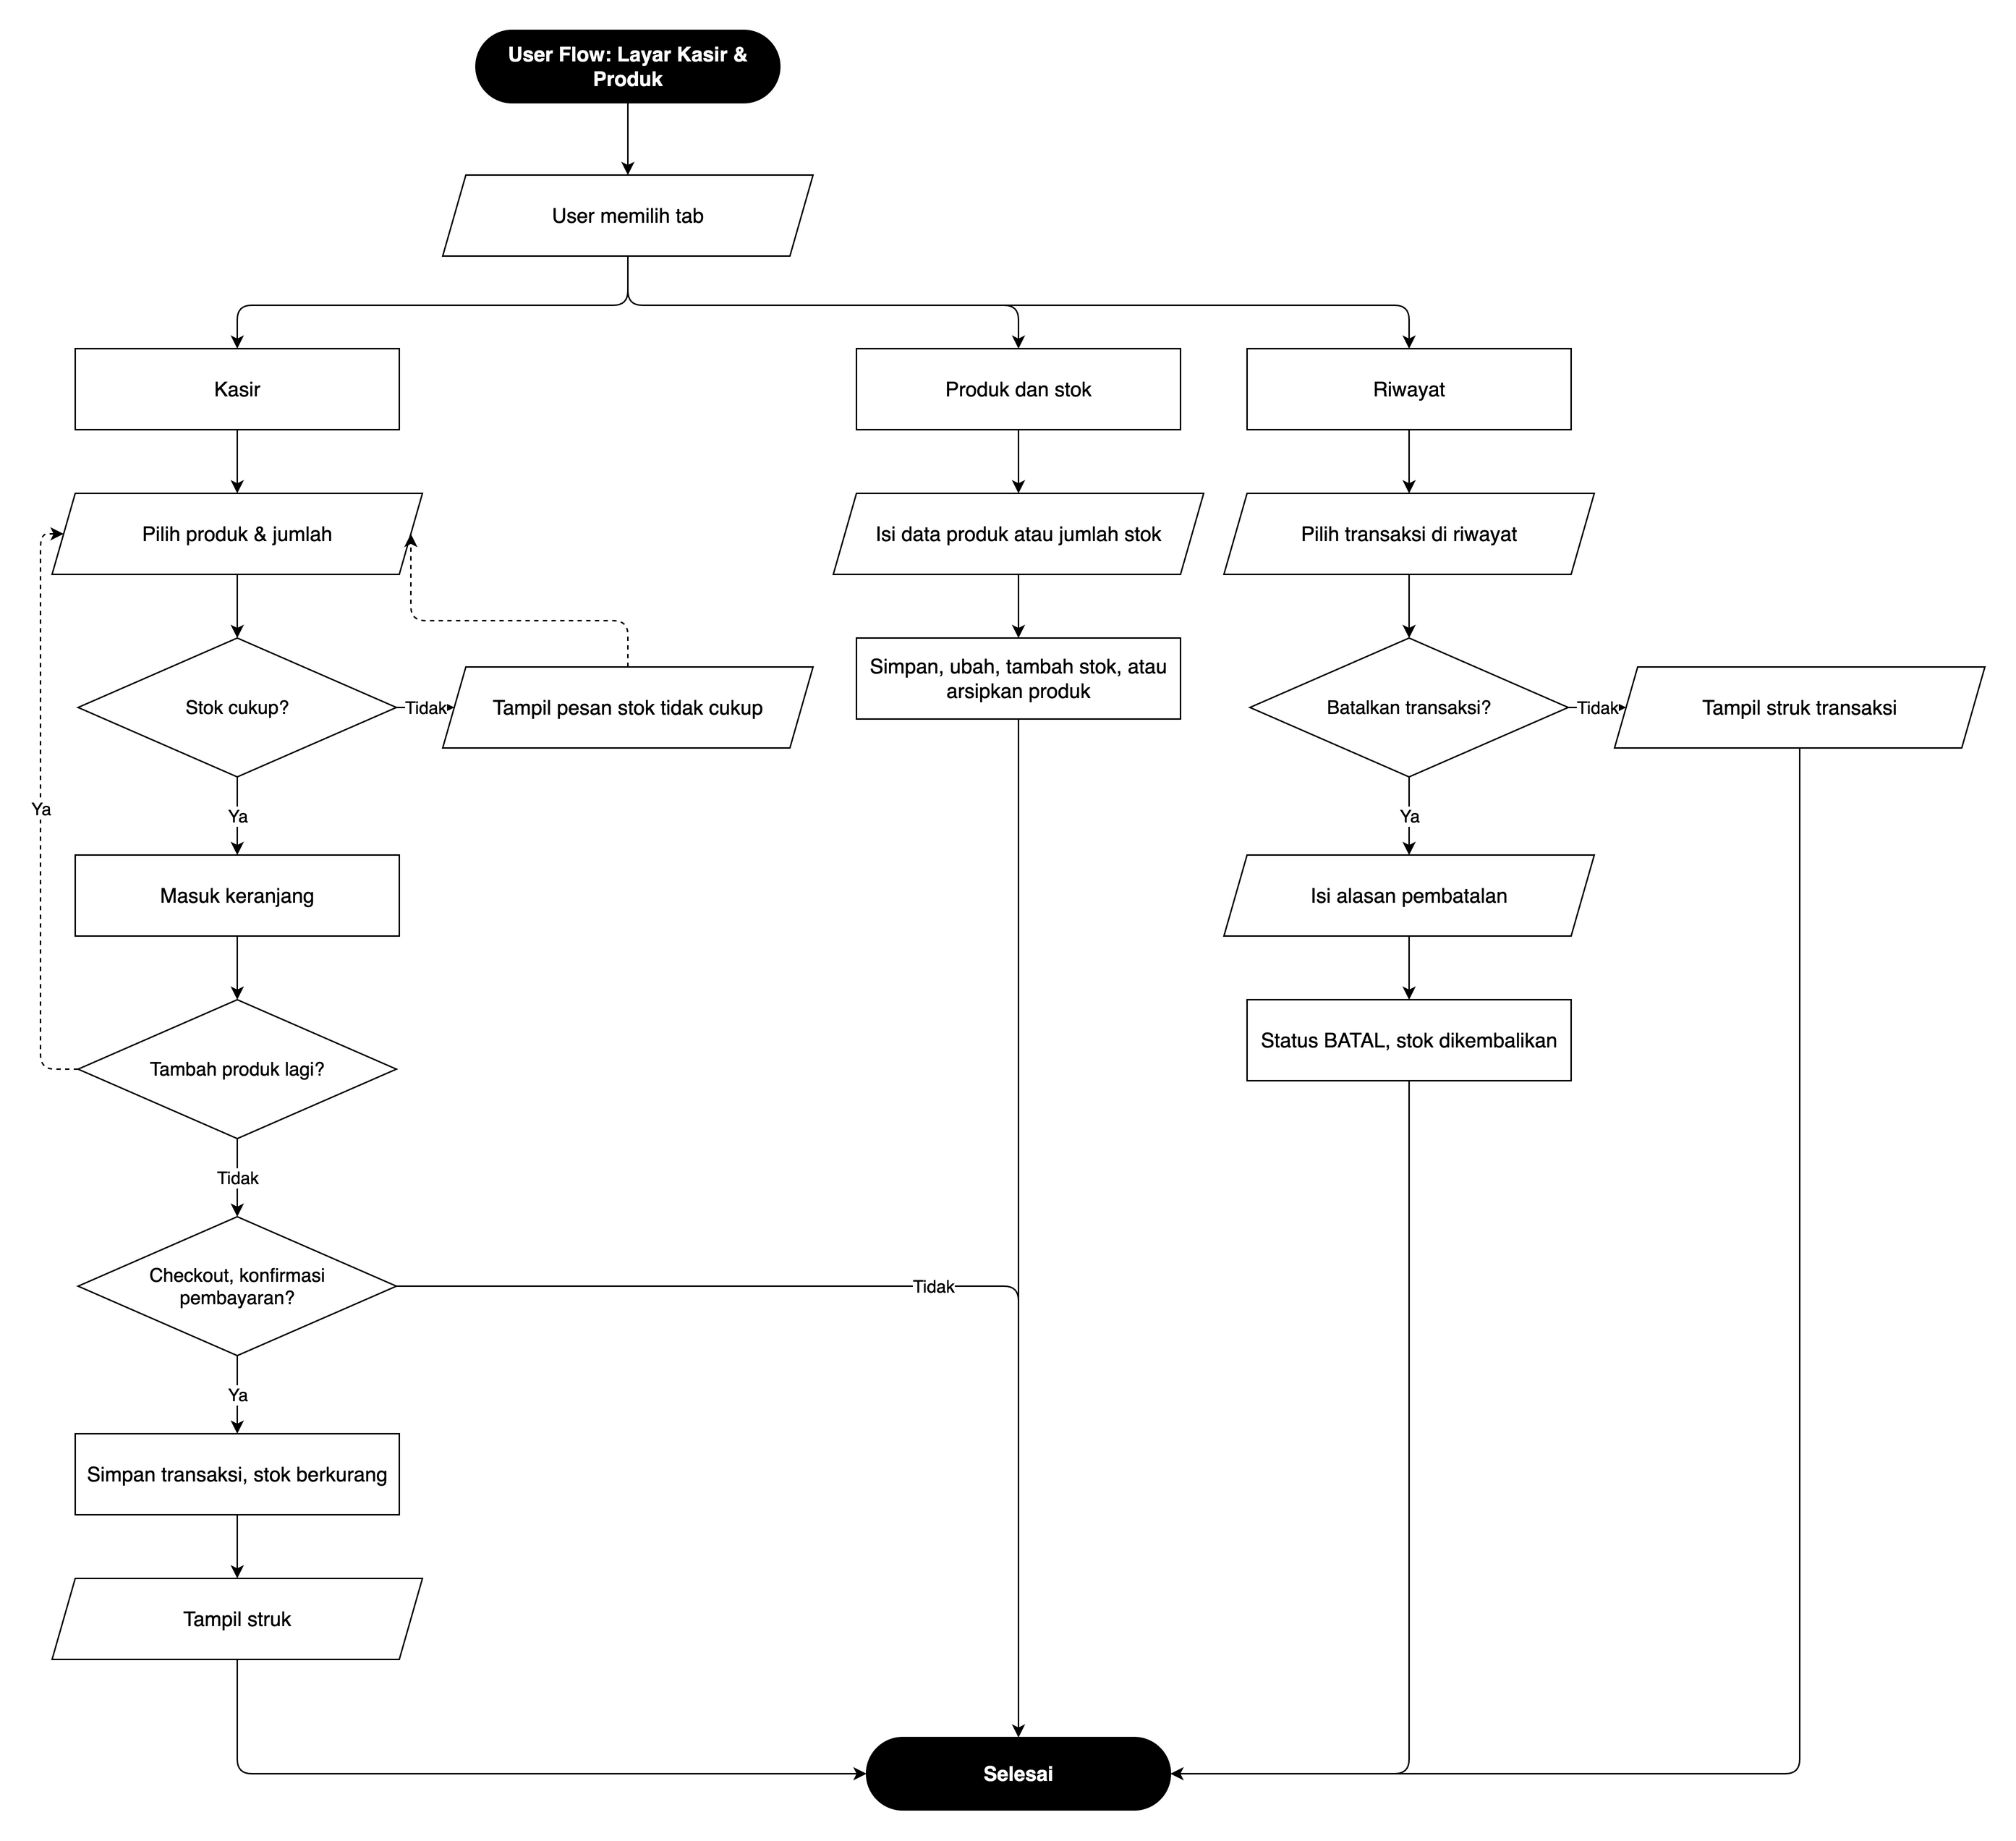 User Flow: Layar Kasir &
Produk
User memilih tab
Kasir
Produk dan stok
Riwayat
Pilih produk & jumlah
Isi data produk atau jumlah stok
Pilih transaksi di riwayat
Stok cukup?
Tidak
Tampil pesan stok tidak cukup
Simpan, ubah, tambah stok, atau
arsipkan produk
Batalkan transaksi?
Tidak
Tampil struk transaksi
Ya
Ya
Ya
Masuk keranjang
Isi alasan pembatalan
Tambah produk lagi?
Status BATAL, stok dikembalikan
Tidak
Checkout, konfirmasi
pembayaran?
Tidak
Ya
Simpan transaksi, stok berkurang
Tampil struk
Selesai